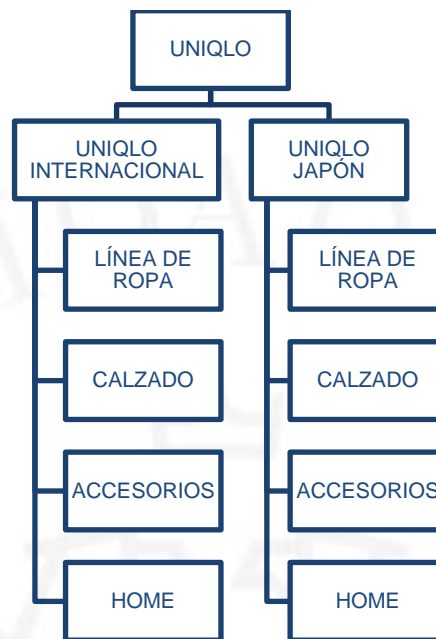 UNIQLO
UNIQLO
INTERNACIONAL
LÍNEA DE
ROPA
CALZADO
ACCESORIOS
HOME
UNIQLO
JAPÓN
LÍNEA DE
ROPA
CALZADO
ACCESORIOS
HOME